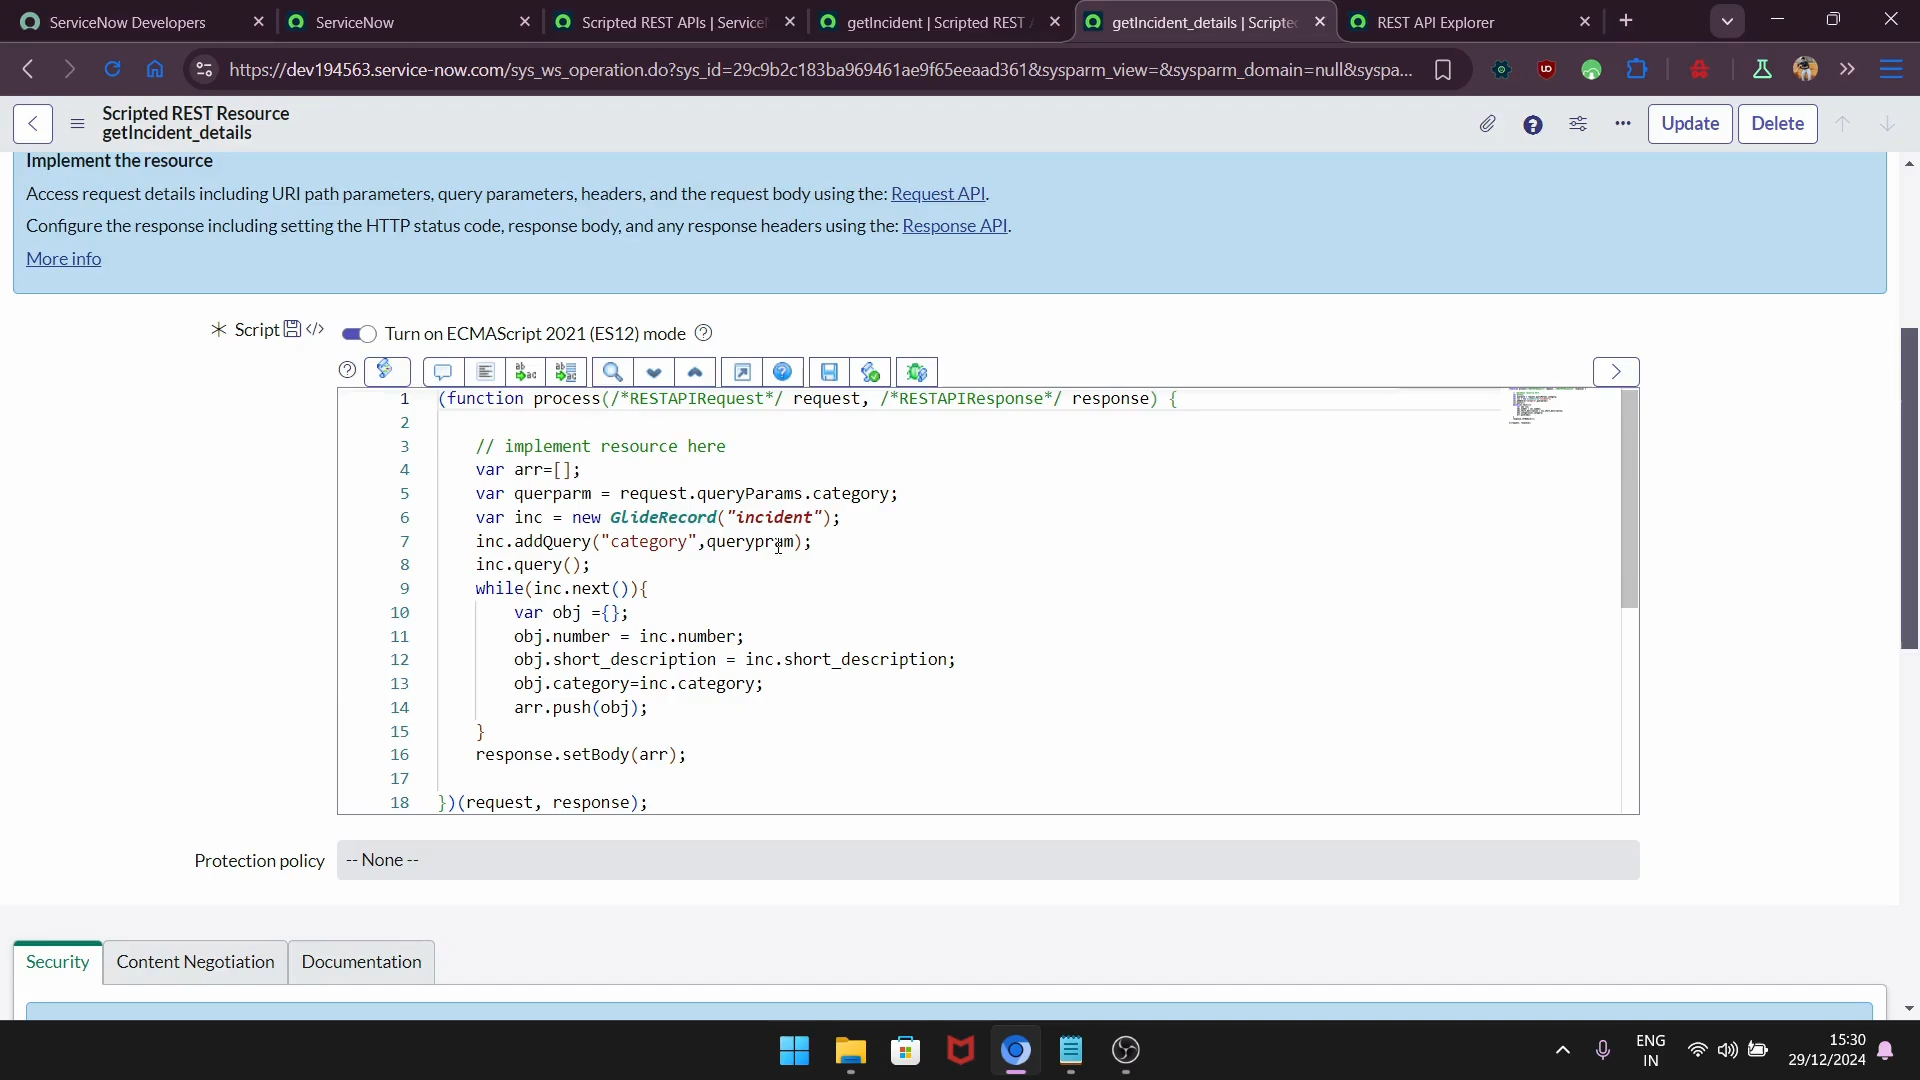 ServiceNow Developers
ServiceNow
Scripted REST APIs | Service
getIncident | Scripted REST
getIncident_details | Scripte
REST API Explorer
https://dev194563.service-now.com/sys_ws_operation.do?sys_id=29c9b2c183ba969461ae9f65eeaad361&sysparm_view=&sysparm_domain=null&syspa...
Scripted REST Resource
getIncident_details
Update
Delete
Implement the resource
Access request details including URI path parameters, query parameters, headers, and the request body using the: Request API.
Configure the response including setting the HTTP status code, response body, and any response headers using the: Response API.
More info
Script
Turn on ECMAScript 2021 (ES12) mode
1 (function process(/*RESTAPIRequest*/ request, /*RESTAPIResponse*/ response) {
2
3 // implement resource here
4 var arr=[];
5 var querparm = request.queryParams.category;
6 var inc = new GlideRecord("incident");
7 inc.addQuery("category",querypram);
8 inc.query();
9 while(inc.next()){
10 var obj ={};
11 obj.number = inc.number;
12 obj.short_description = inc.short_description;
13 obj.category=inc.category;
14 arr.push(obj);
15 }
16 response.setBody(arr);
17
18 })(request, response);
Protection policy
-- None --
Security
Content Negotiation
Documentation
ENG
IN
15:30
29/12/2024